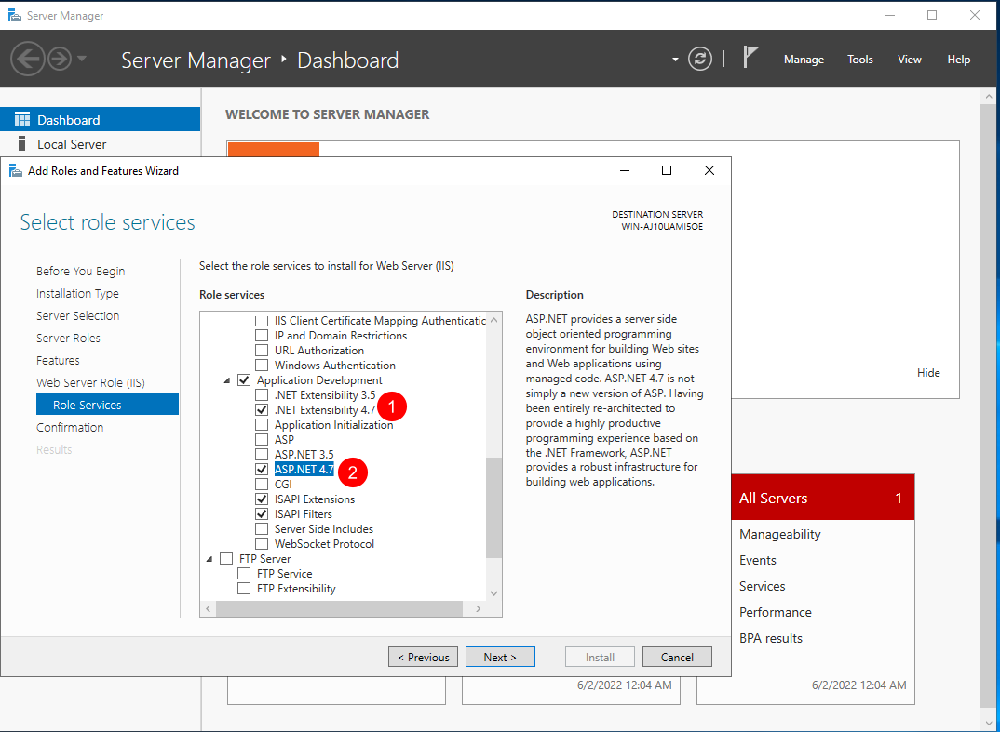 Server Manager
Server Manager ‣ Dashboard
Manage Tools View Help
Dashboard
Local Server
WELCOME TO SERVER MANAGER
Add Roles and Features Wizard
Select role services
DESTINATION SERVER
WIN-AJ10UAMI5OE
Before You Begin
Installation Type
Server Selection
Server Roles
Features
Web Server Role (IIS)
Role Services
Confirmation
Results
Select the role services to install for Web Server (IIS)
Role services
IIS Client Certificate Mapping Authenticatic
IP and Domain Restrictions
URL Authorization
Windows Authentication
Application Development
.NET Extensibility 3.5
.NET Extensibility 4.7
1
Application Initialization
ASP
ASP.NET 3.5
ASP.NET 4.7
2
CGI
ISAPI Extensions
ISAPI Filters
Server Side Includes
WebSocket Protocol
FTP Server
FTP Service
FTP Extensibility
Description
ASP.NET provides a server side
object oriented programming
environment for building Web sites
and Web applications using
managed code. ASP.NET 4.7 is not
simply a new version of ASP. Having
been entirely re-architected to
provide a highly productive
programming experience based on
the .NET Framework, ASP.NET
provides a robust infrastructure for
building web applications.
< Previous
Next >
Install
Cancel
Hide
All Servers 1
Manageability
Events
Services
Performance
BPA results
6/2/2022 12:04 AM
6/2/2022 12:04 AM